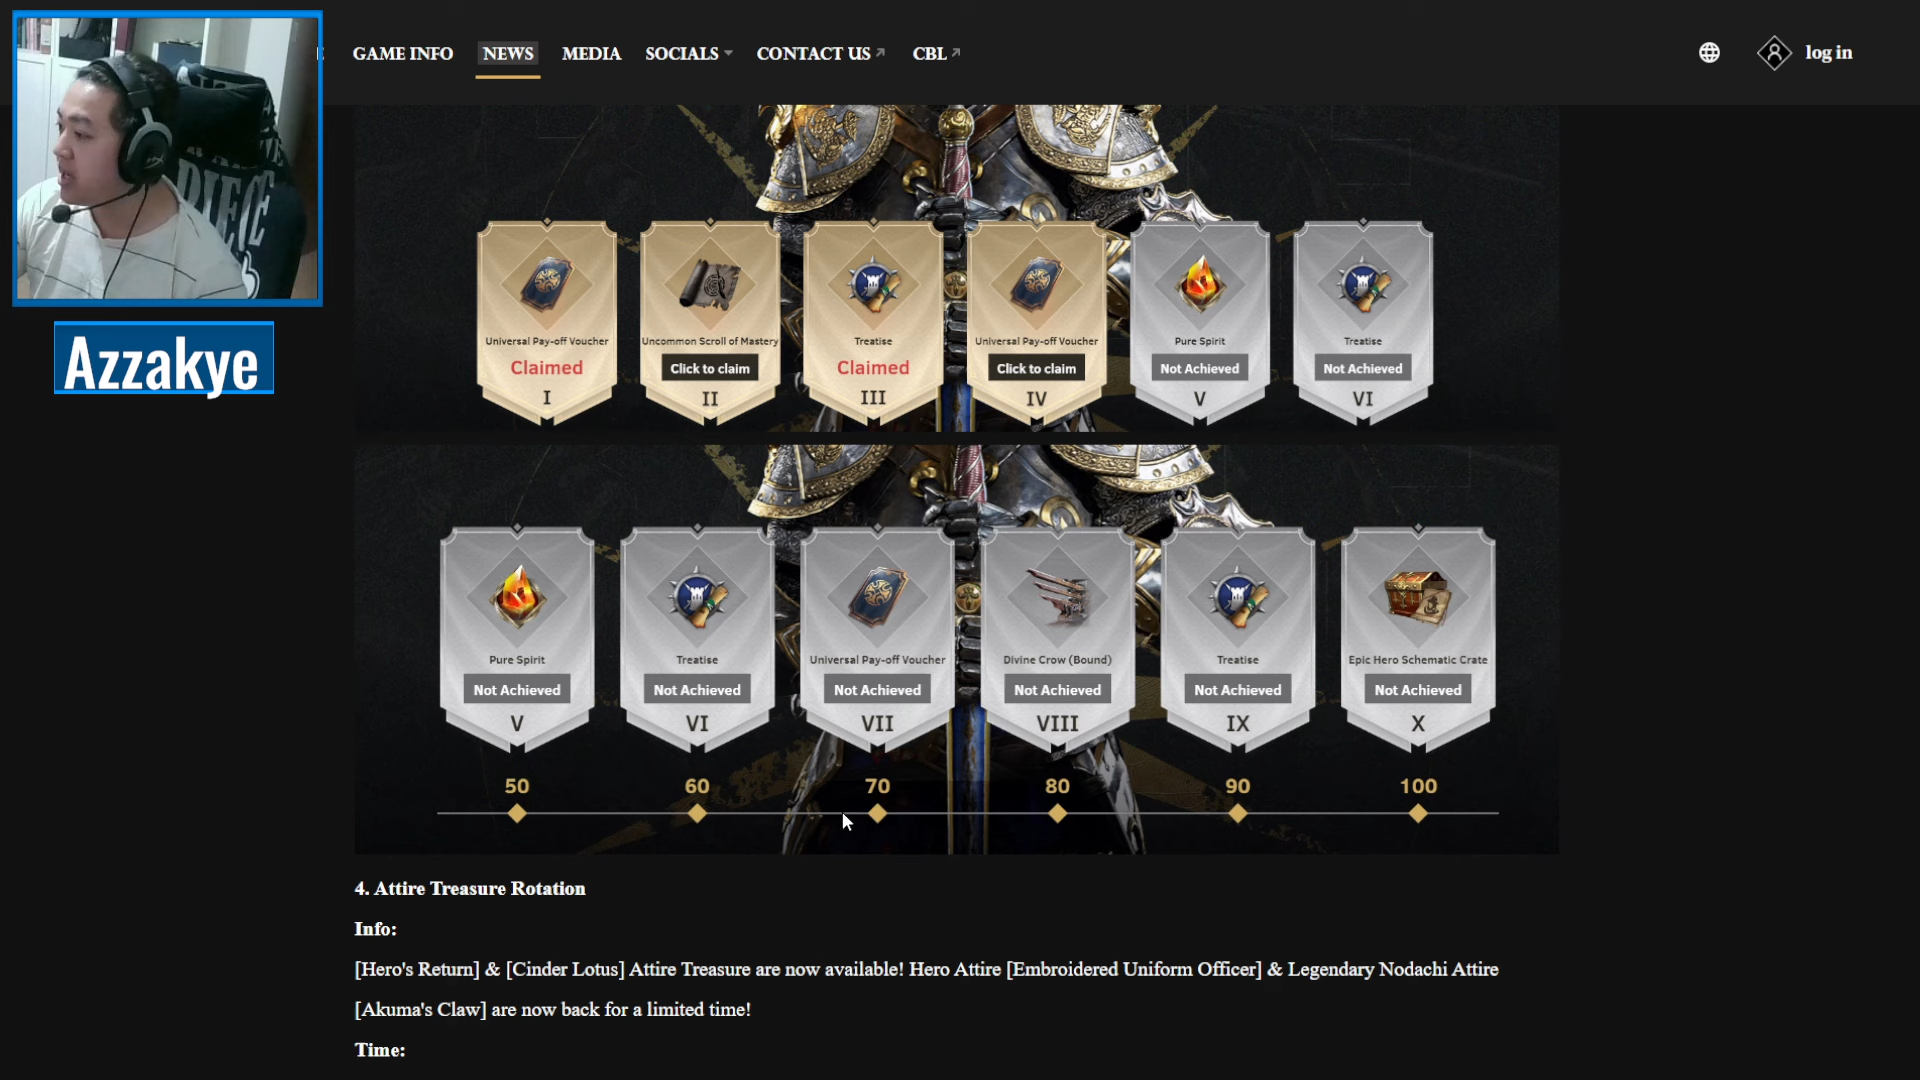 GAME INFO
NEWS
MEDIA
SOCIALS
CONTACT US
CBL
log in
PIECE
Azzakye
Universal Pay-off Voucher
Claimed
I
Uncommon Scroll of Mastery
Click to claim
II
Treatise
Claimed
III
Universal Pay-off Voucher
Click to claim
IV
Pure Spirit
Not Achieved
V
Treatise
Not Achieved
VI
Pure Spirit
Not Achieved
V
Treatise
Not Achieved
VI
Universal Pay-off Voucher
Not Achieved
VII
Divine Crow (Bound)
Not Achieved
VIII
Treatise
Not Achieved
IX
Epic Hero Schematic Crate
Not Achieved
X
50
60
70
80
90
100
4. Attire Treasure Rotation
Info:
[Hero's Return] & [Cinder Lotus] Attire Treasure are now available! Hero Attire [Embroidered Uniform Officer] & Legendary Nodachi Attire
[Akuma's Claw] are now back for a limited time!
Time: